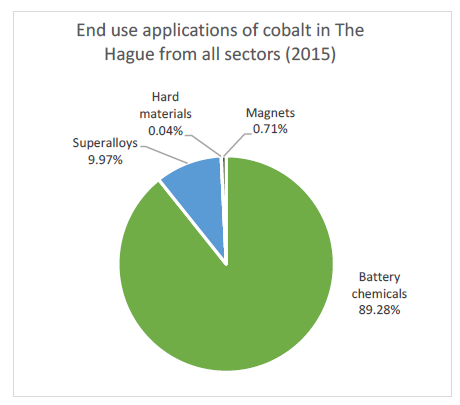 End use applications of cobalt in The
Hague from all sectors (2015)
Hard
materials
0.04%
Magnets
0.71%
Superalloys
9.97%
Battery
chemicals
89.28%